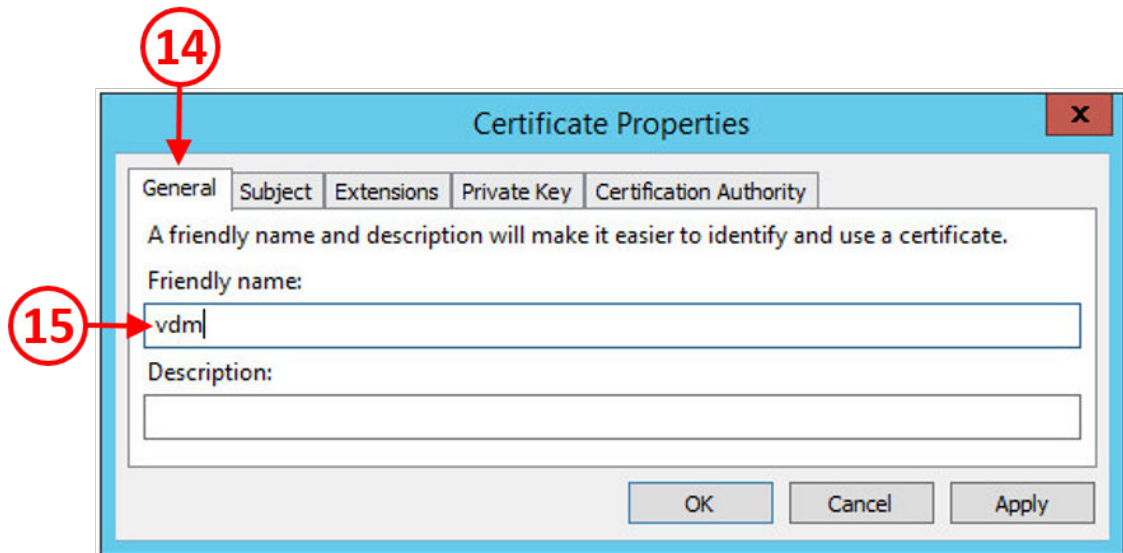 14
Certificate Properties
x
General Subject Extensions Private Key Certification Authority
A friendly name and description will make it easier to identify and use a certificate.
Friendly name:
15
vdm
Description:
OK Cancel Apply